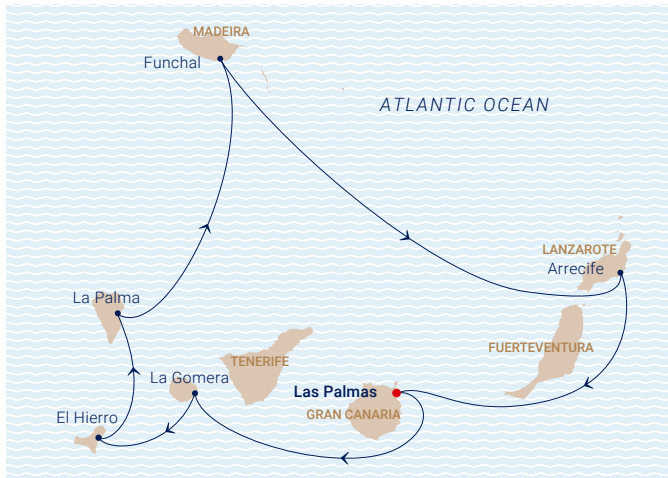 MADEIRA
Funchal
ATLANTIC OCEAN
LANZAROTE
Arrecife
La Palma
FUERTEVENTURA
TENERIFE
La Gomera
Las Palmas
GRAN CANARIA
El Hierro